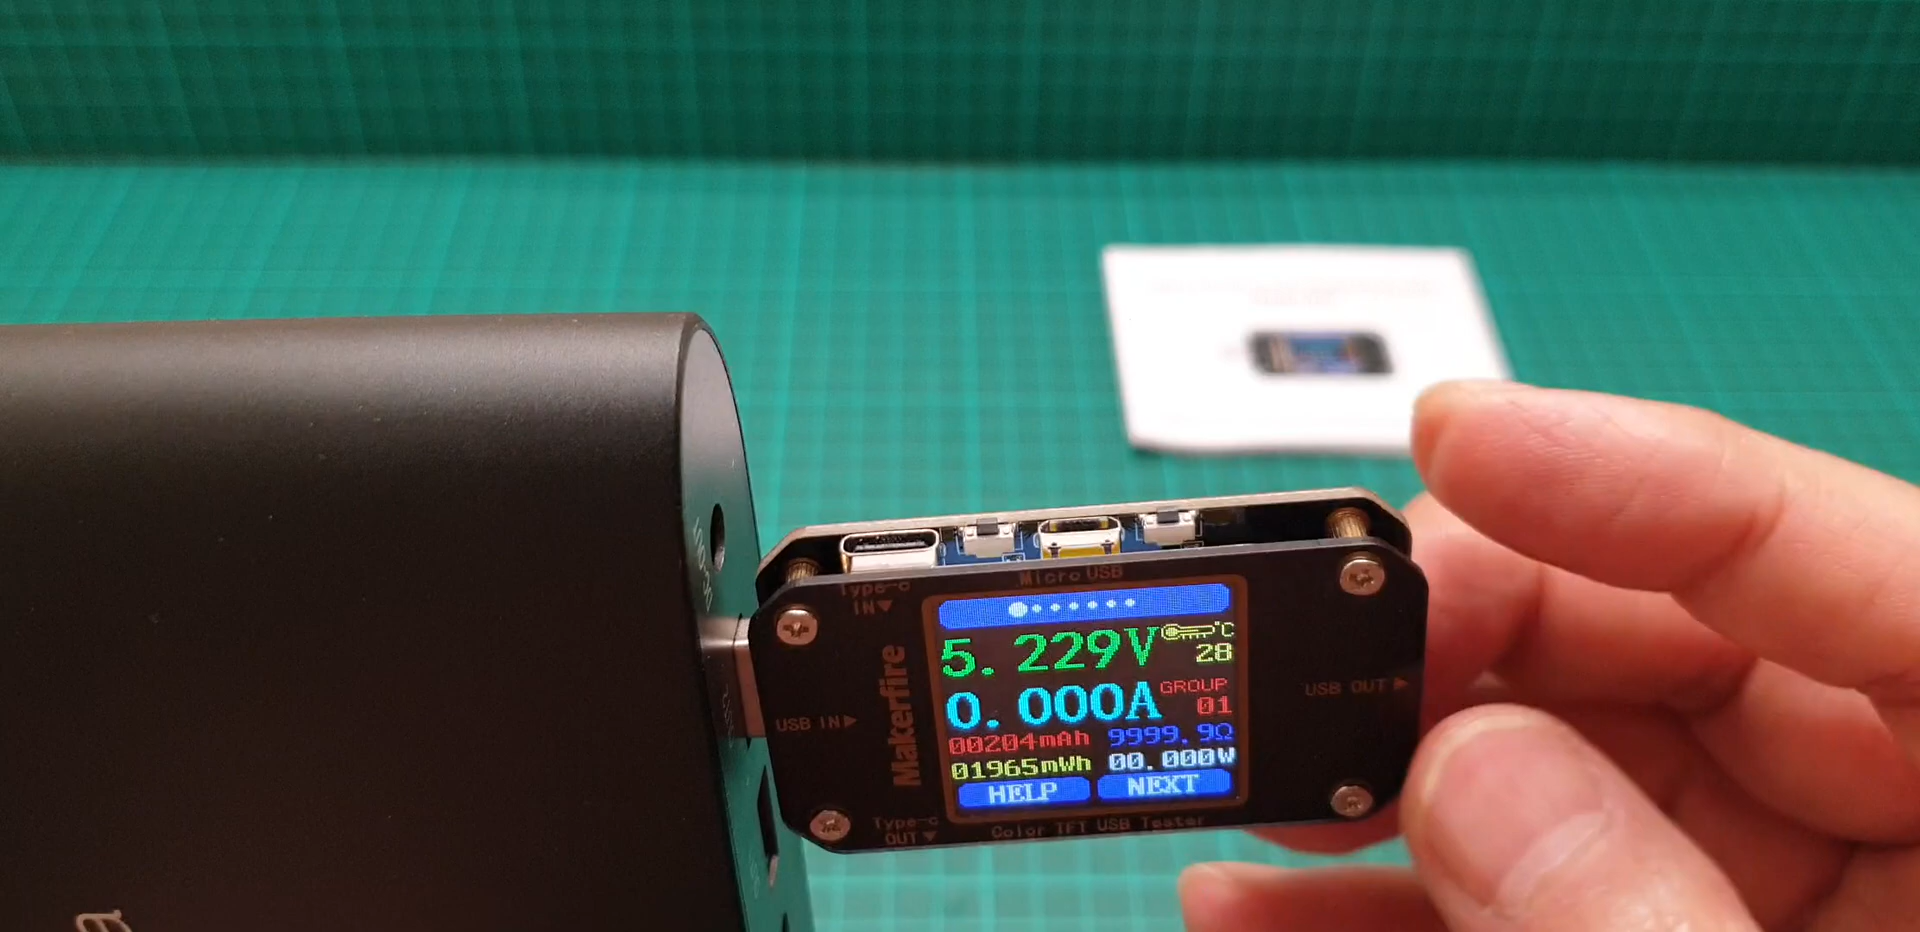 Type-c
IN▼
Micro USB
5.229V
°C
28
0.000A
GROUP
01
00204mAh
9999.9Ω
01965mWh
00.000W
HELP
NEXT
Makerfire
USB IN▶
USB OUT▶
Type-c
OUT▼
Color TFT USB Tester